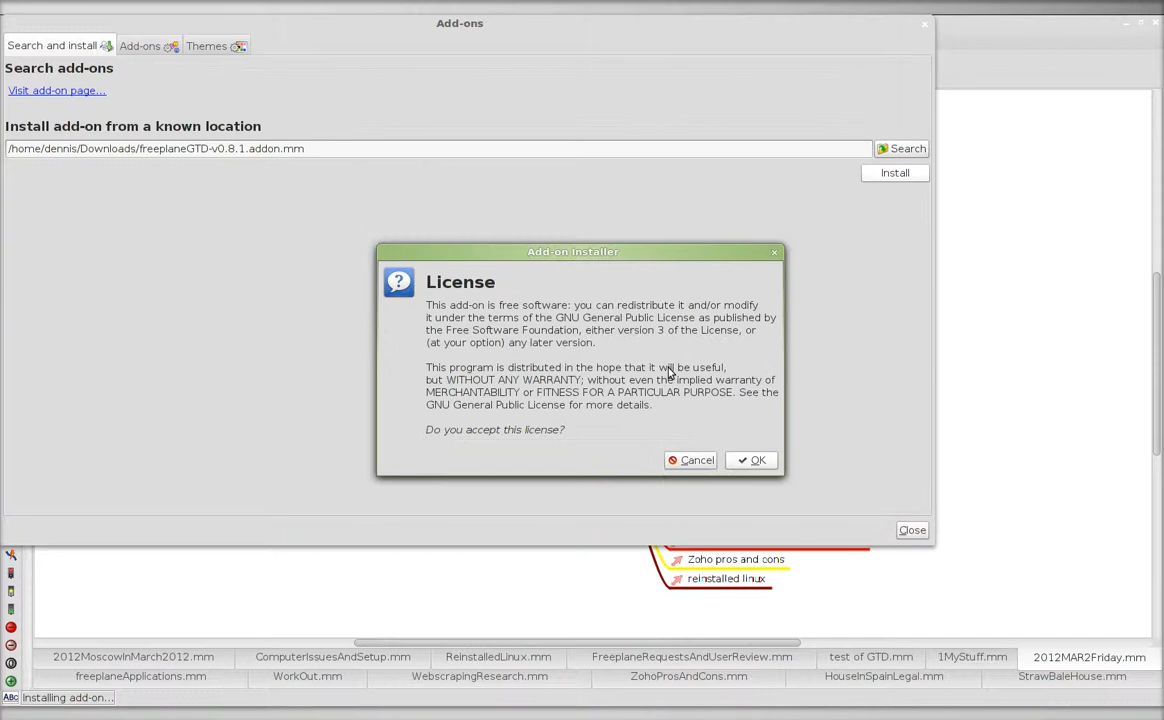 Add-ons
Search and install
Add-ons
Themes
Search add-ons
Visit add-on page...
Install add-on from a known location
/home/dennis/Downloads/freeplaneGTD-v0.8.1.addon.mm
Search
Install
Add-on Installer
License
This add-on is free software: you can redistribute it and/or modify
it under the terms of the GNU General Public License as published by
the Free Software Foundation, either version 3 of the License, or
(at your option) any later version.
This program is distributed in the hope that it will be useful,
but WITHOUT ANY WARRANTY; without even the implied warranty of
MERCHANTABILITY or FITNESS FOR A PARTICULAR PURPOSE. See the
GNU General Public License for more details.
Do you accept this license?
Cancel
OK
Close
Zoho pros and cons
reinstalled linux
2012MoscowInMarch2012.mm
ComputerIssuesAndSetup.mm
ReinstalledLinux.mm
FreeplaneRequestsAndUserReview.mm
test of GTD.mm
1MyStuff.mm
2012MAR2Friday.mm
freeplaneApplications.mm
WorkOut.mm
WebscrapingResearch.mm
ZohoProsAndCons.mm
HouseInSpainLegal.mm
StrawBaleHouse.mm
ABC
Installing add-on...